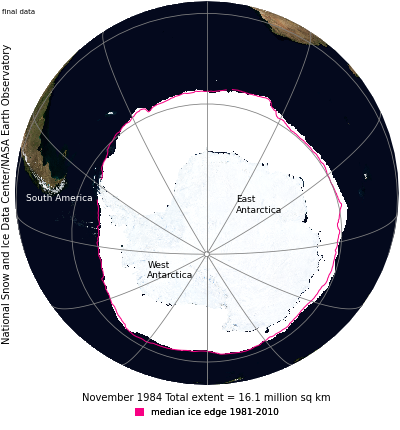 final data
National Snow and Ice Data Center/NASA Earth Observatory
South America
East
Antarctica
West
Antarctica
November 1984 Total extent = 16.1 million sq km
median ice edge 1981-2010